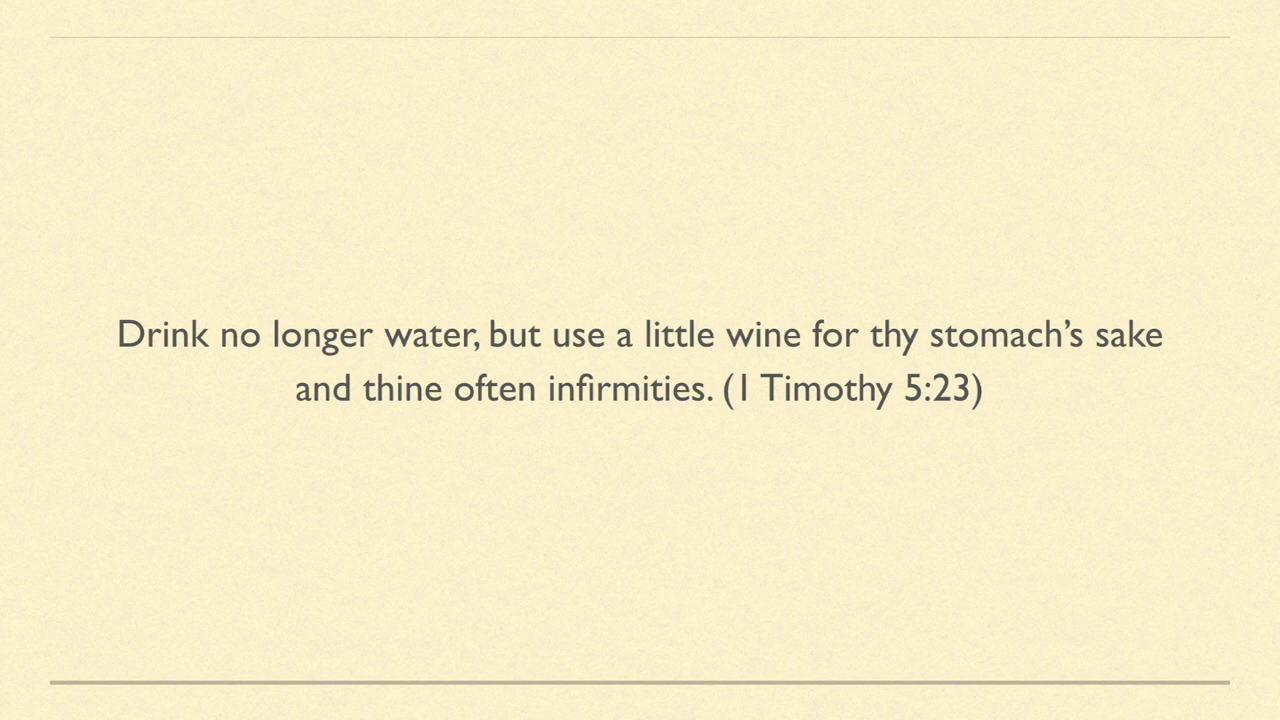 Drink no longer water, but use a little wine for thy stomach’s sake
and thine often infirmities. (1 Timothy 5:23)